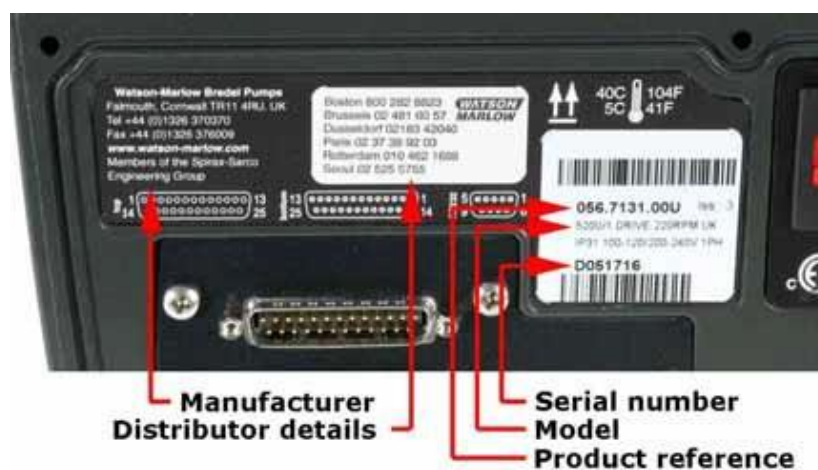 Watson-Marlow Bredel Pumps
Falmouth, Cornwall TR11 4RU. UK
Tel +44 (0)1326 370370
Fax +44 (0)1326 376009
www.watson-marlow.com
Members of the Spirax-Sarco
Engineering Group
Boston 800 282 8823
Brussels 02 481 60 57
Dusseldorf 02183 42040
Paris 02 37 38 92 03
Rotterdam 010 462 1688
Seoul 02 525 5755
WATSON
MARLOW
40C 104F
5C 41F
1 13
14 25
13 1
25 14
5 1
9 6
056.7131.00U Iss 3
520U/1 DRIVE 220RPM UK
IP31 100-120/200-240V 1PH
D051716
Manufacturer
Distributor details
Serial number
Model
Product reference